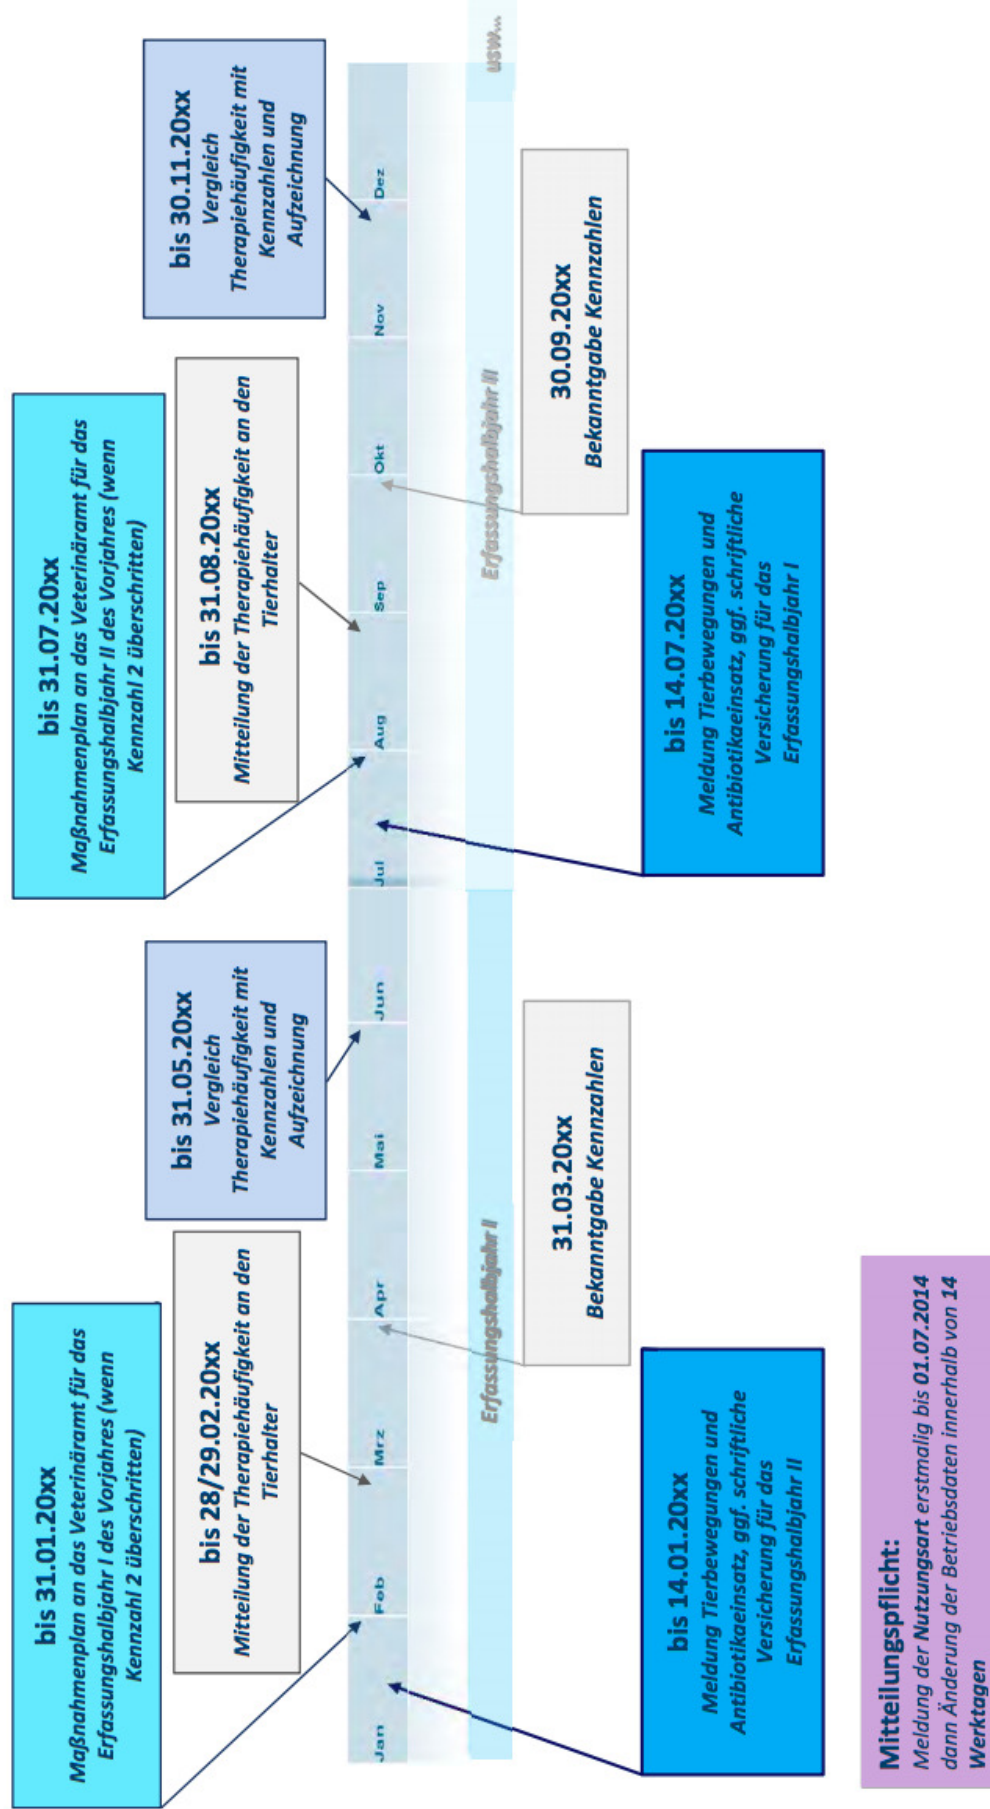 bis 31.01.20xx
Maßnahmenplan an das Veterinäramt für das
Erfassungshalbjahr I des Vorjahres (wenn
Kennzahl 2 überschritten)
bis 31.07.20xx
Maßnahmenplan an das Veterinäramt für das
Erfassungshalbjahr II des Vorjahres (wenn
Kennzahl 2 überschritten)
bis 28/29.02.20xx
Mitteilung der Therapiehäufigkeit an den
Tierhalter
bis 31.05.20xx
Vergleich
Therapiehäufigkeit mit
Kennzahlen und
Aufzeichnung
bis 31.08.20xx
Mitteilung der Therapiehäufigkeit an den
Tierhalter
bis 30.11.20xx
Vergleich
Therapiehäufigkeit mit
Kennzahlen und
Aufzeichnung
Jan Feb Mrz Apr Mai Jun Jul Aug Sep Okt Nov Dez
Erfassungshalbjahr I Erfassungshalbjahr II usw...
31.03.20xx
Bekanntgabe Kennzahlen
30.09.20xx
Bekanntgabe Kennzahlen
bis 14.01.20xx
Meldung Tierbewegungen und
Antibiotikaeinsatz, ggf. schriftliche
Versicherung für das
Erfassungshalbjahr II
bis 14.07.20xx
Meldung Tierbewegungen und
Antibiotikaeinsatz, ggf. schriftliche
Versicherung für das
Erfassungshalbjahr I
Mitteilungspflicht:
Meldung der Nutzungsart erstmalig bis 01.07.2014
dann Änderung der Betriebsdaten innerhalb von 14
Werktagen